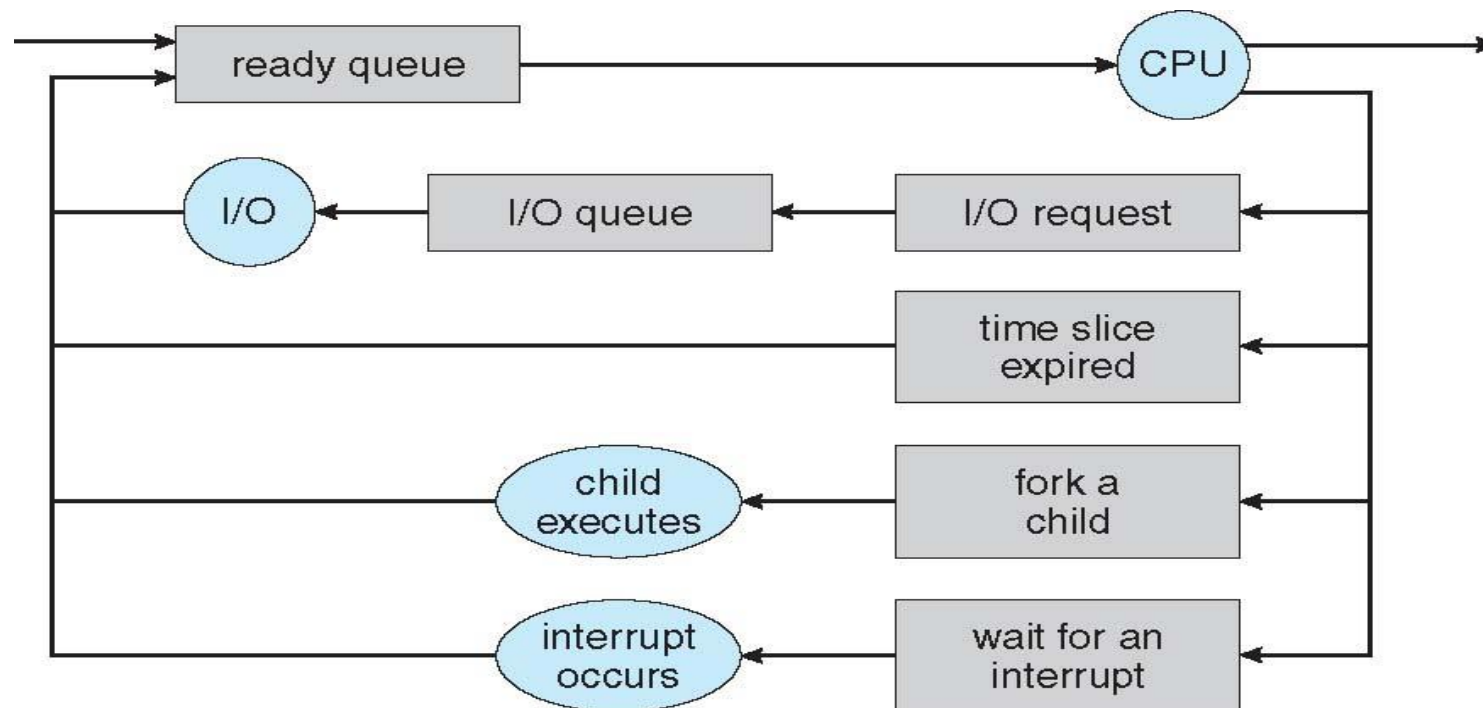 ready queue
CPU
I/O
I/O queue
I/O request
time slice
expired
child
executes
fork a
child
interrupt
occurs
wait for an
interrupt